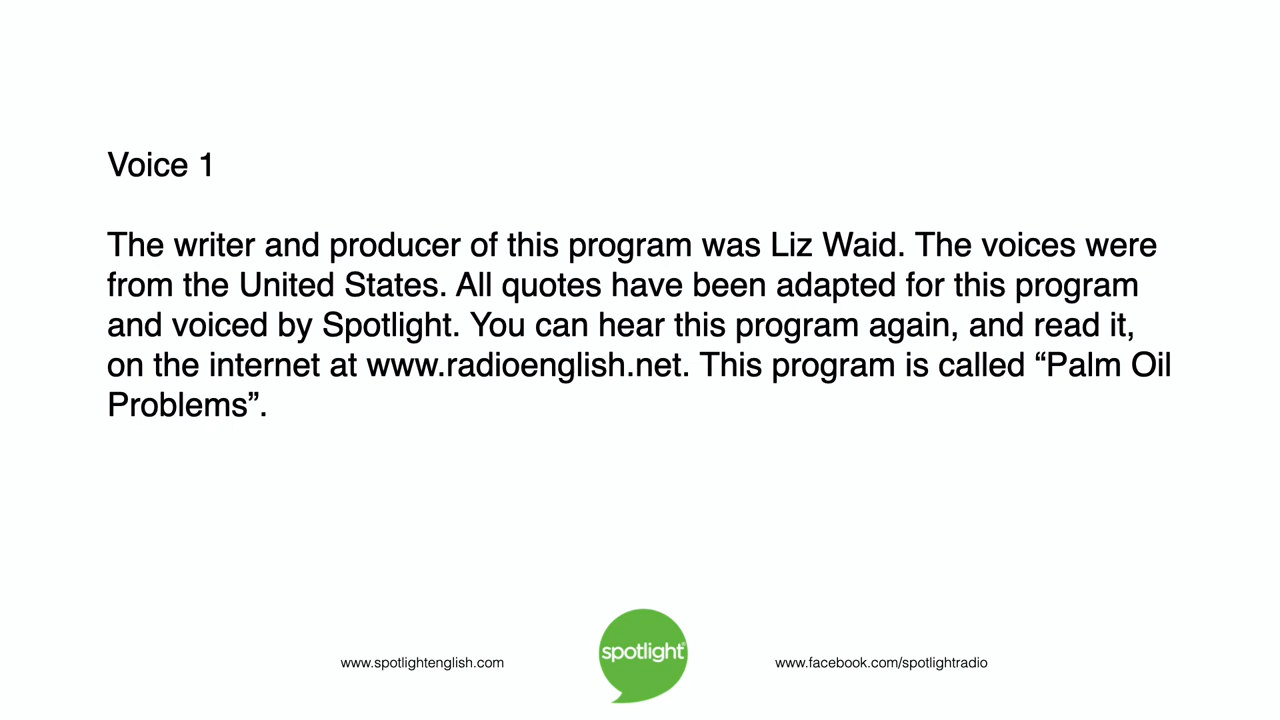 Voice 1
The writer and producer of this program was Liz Waid. The voices were
from the United States. All quotes have been adapted for this program
and voiced by Spotlight. You can hear this program again, and read it,
on the internet at www.radioenglish.net. This program is called “Palm Oil
Problems”.
www.spotlightenglish.com
spotlight®
www.facebook.com/spotlightradio